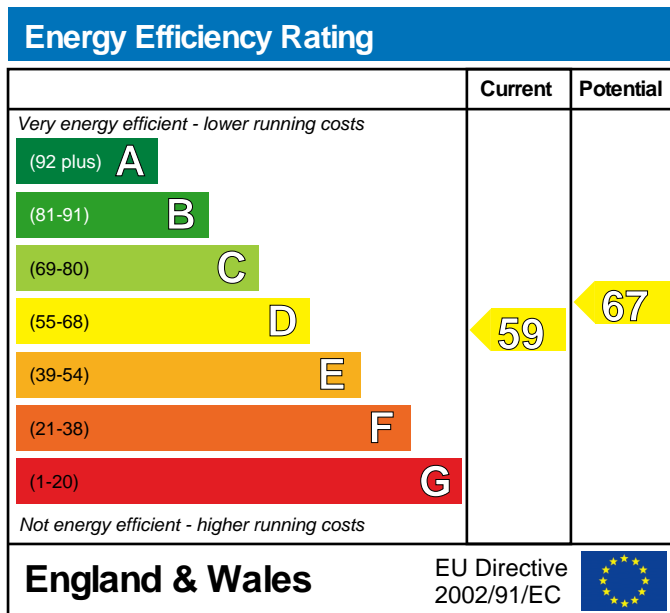 Energy Efficiency Rating
Current Potential
Very energy efficient - lower running costs
(92 plus) A
(81-91) B
(69-80) C
(55-68) D
59
67
(39-54) E
(21-38) F
(1-20) G
Not energy efficient - higher running costs
England & Wales
EU Directive
2002/91/EC